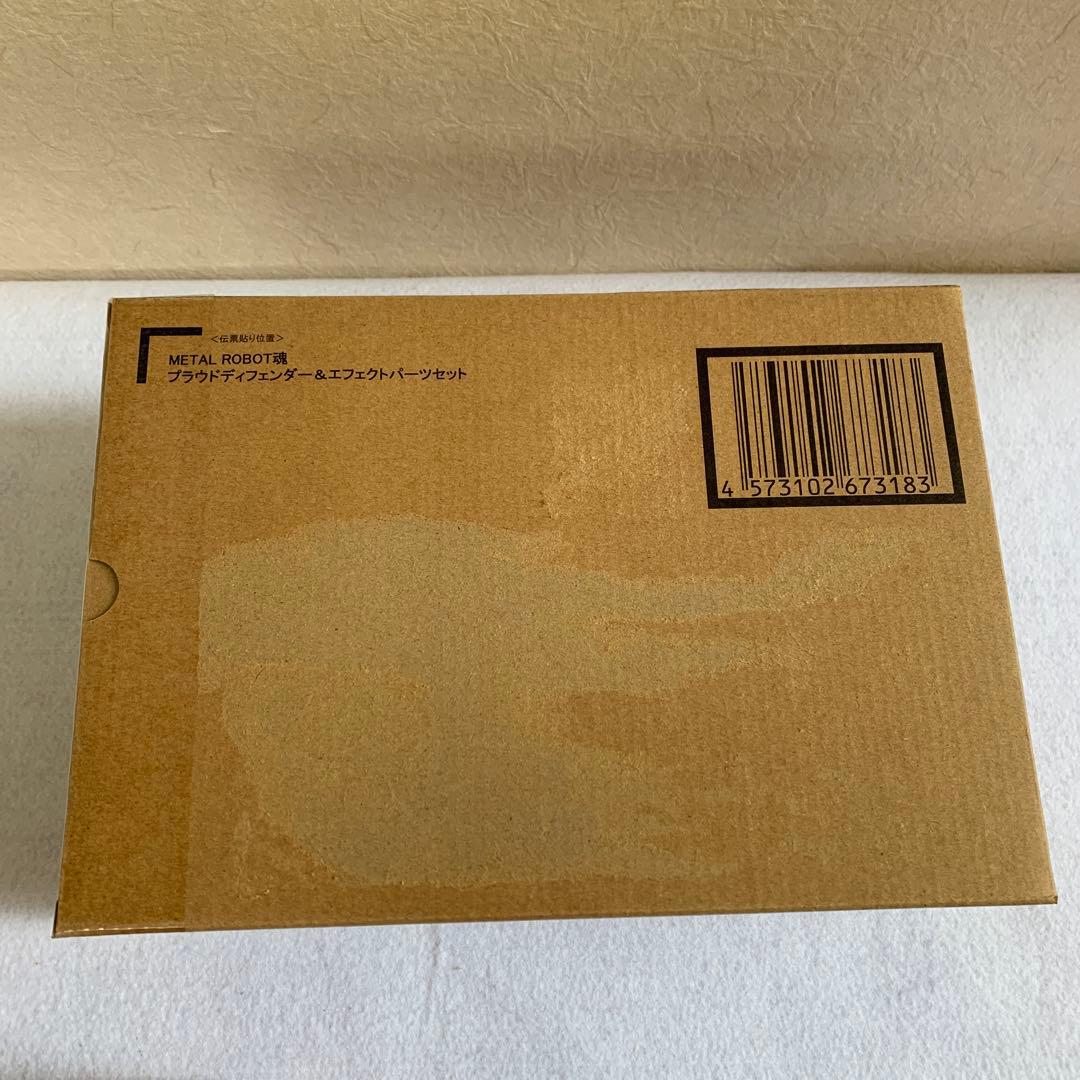 ＜伝票貼り位置＞
METAL ROBOT魂
プラウドディフェンダー＆エフェクトパーツセット
4 573102 673183